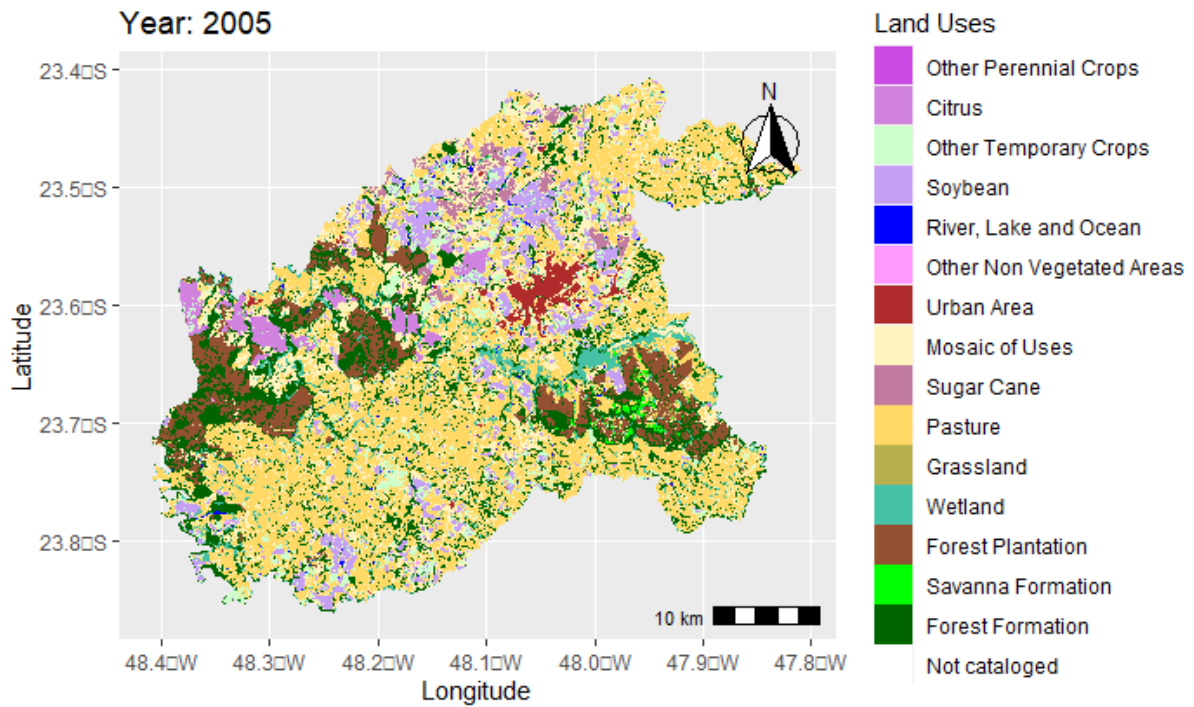 Year: 2005
Land Uses
Other Perennial Crops
Citrus
Other Temporary Crops
Soybean
River, Lake and Ocean
Other Non Vegetated Areas
Urban Area
Mosaic of Uses
Sugar Cane
Pasture
Grassland
Wetland
Forest Plantation
Savanna Formation
Forest Formation
Not cataloged
N
23.4□S
23.5□S
23.6□S
23.7□S
23.8□S
Latitude
10 km
48.4□W 48.3□W 48.2□W 48.1□W 48.0□W 47.9□W 47.8□W
Longitude